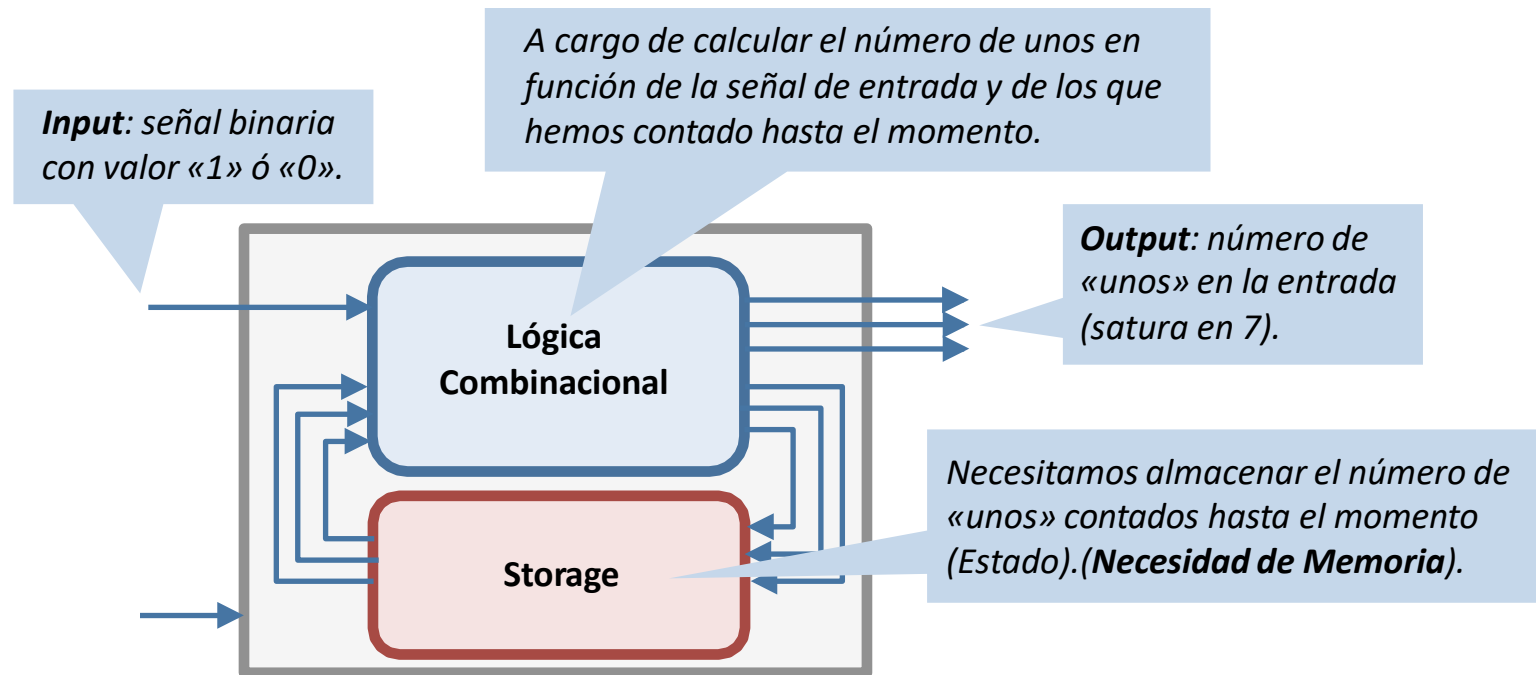 A cargo de calcular el número de unos en
función de la señal de entrada y de los que
hemos contado hasta el momento.
Input: señal binaria
con valor «1» ó «0».
Output: número de
«unos» en la entrada
(satura en 7).
Lógica
Combinacional
Necesitamos almacenar el número de
«unos» contados hasta el momento
(Estado).(Necesidad de Memoria).
Storage